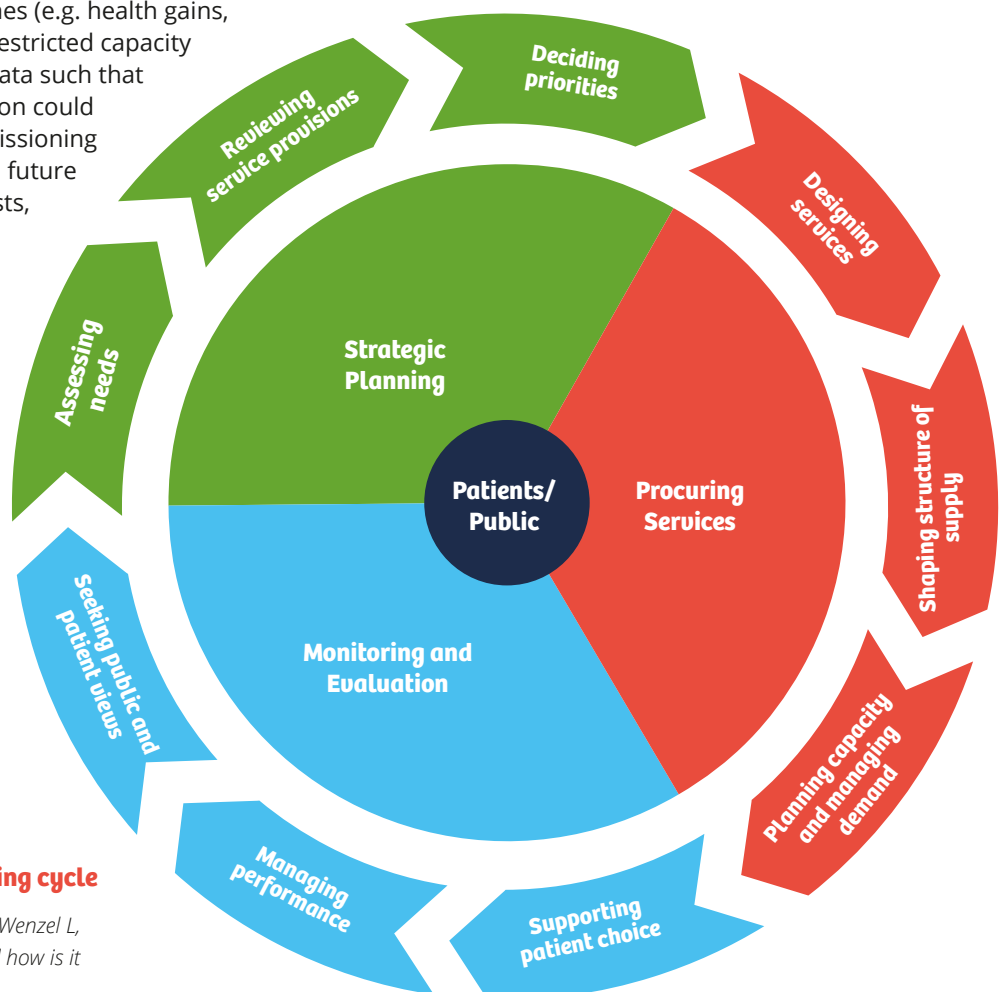 nes (e.g. health gains,
estricted capacity
ata such that
on could
issioning
future
sts,
Deciding
priorities
Reviewing
service provisions
Designing
services
Assessing
needs
Strategic
Planning
Patients/
Public
Procuring
Services
Shaping structure of
supply
Monitoring and
Evaluation
Seeking public and
patient views
Planning capacity
and managing
demand
Managing
performance
Supporting
patient choice
ing cycle
Wenzel L,
how is it